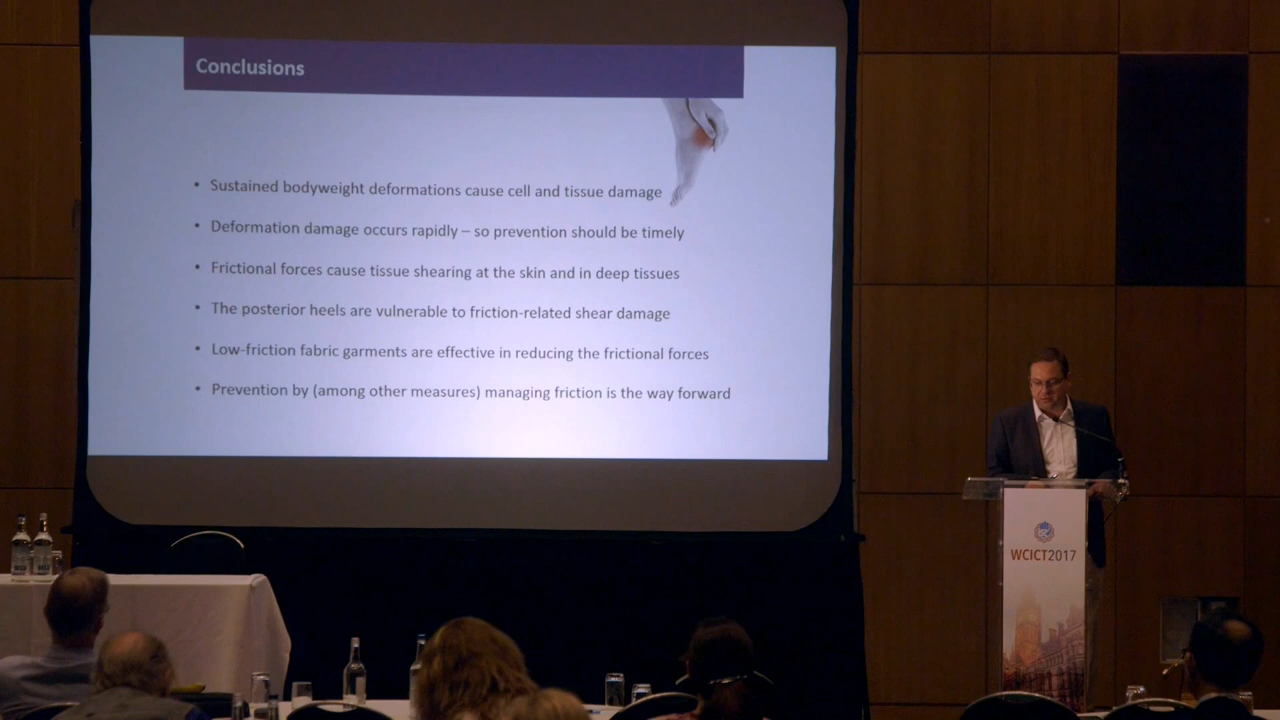 Conclusions
• Sustained bodyweight deformations cause cell and tissue damage
• Deformation damage occurs rapidly – so prevention should be timely
• Frictional forces cause tissue shearing at the skin and in deep tissues
• The posterior heels are vulnerable to friction-related shear damage
• Low-friction fabric garments are effective in reducing the frictional forces
• Prevention by (among other measures) managing friction is the way forward
WCICT2017